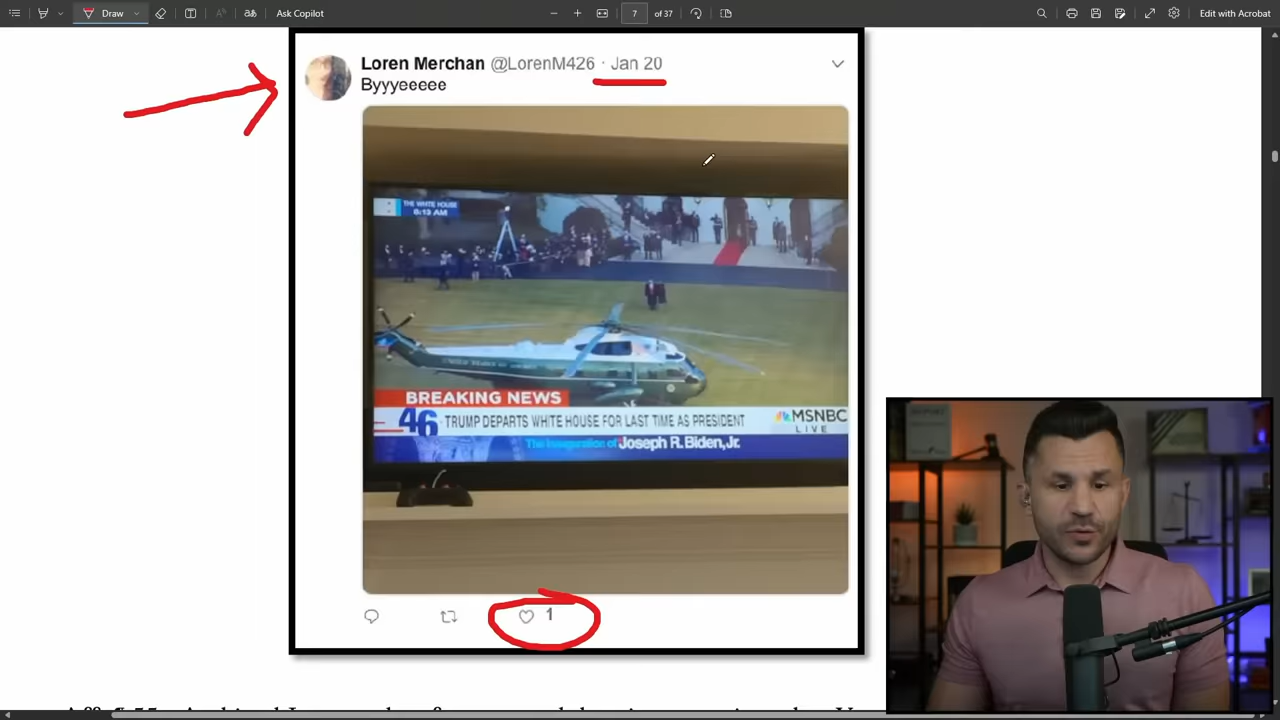 Draw
Ask Copilot
7 of 37
Edit with Acrobat
Loren Merchan @LorenM426 · Jan 20
Byyyeeeee
THE WHITE HOUSE
8:13 AM
BREAKING NEWS
46 TRUMP DEPARTS WHITE HOUSE FOR LAST TIME AS PRESIDENT
MSNBC
LIVE
The Inauguration of Joseph R. Biden, Jr.
1